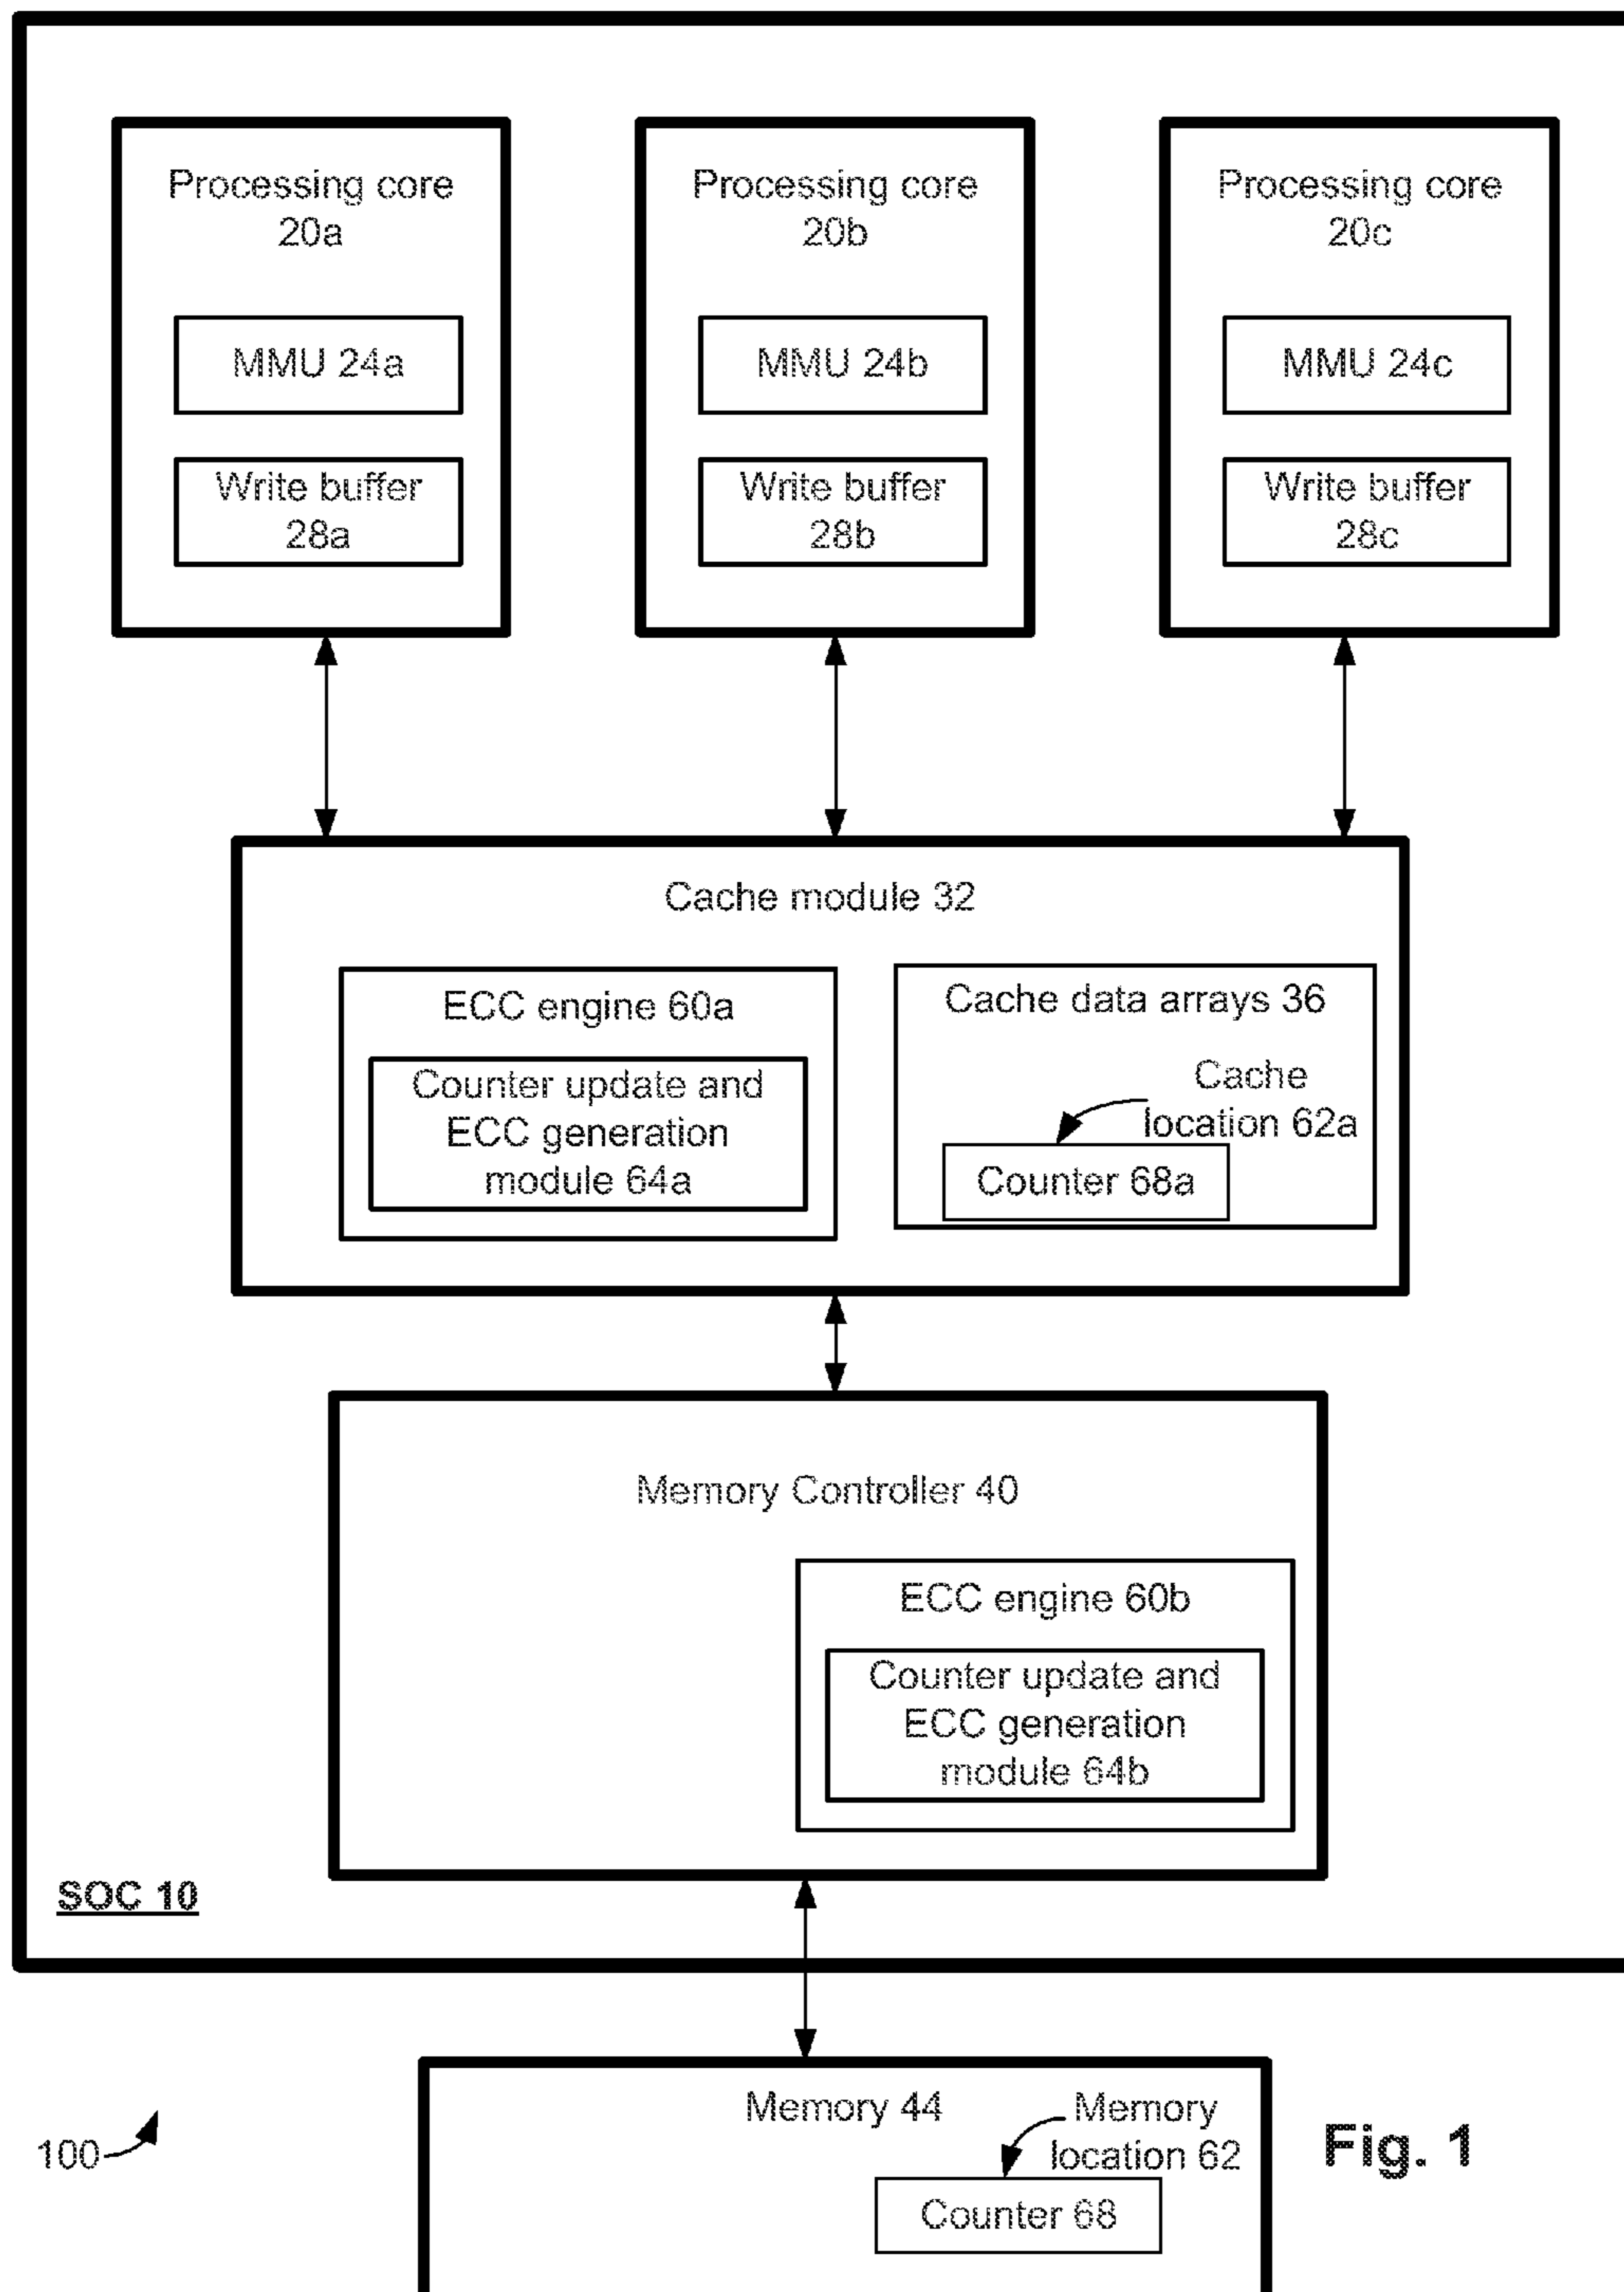 Processing core
20a
MMU 24a
Write buffer
28a
Processing core
20b
MMU 24b
Write buffer
28b
Processing core
20c
MMU 24c
Write buffer
28c
Cache module 32
ECC engine 60a
Counter update and
ECC generation
module 64a
Cache data arrays 36
Cache
location 62a
Counter 68a
Memory Controller 40
ECC engine 60b
Counter update and
ECC generation
module 64b
SOC 10
Memory 44
Memory
location 62
Counter 68
100
Fig. 1